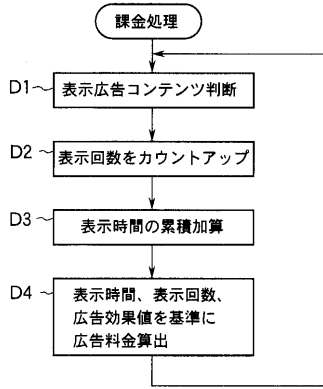 課金処理
D1 表示広告コンテンツ判断
D2 表示回数をカウントアップ
D3 表示時間の累積加算
D4 表示時間、表示回数、
広告効果値を基準に
広告料金算出